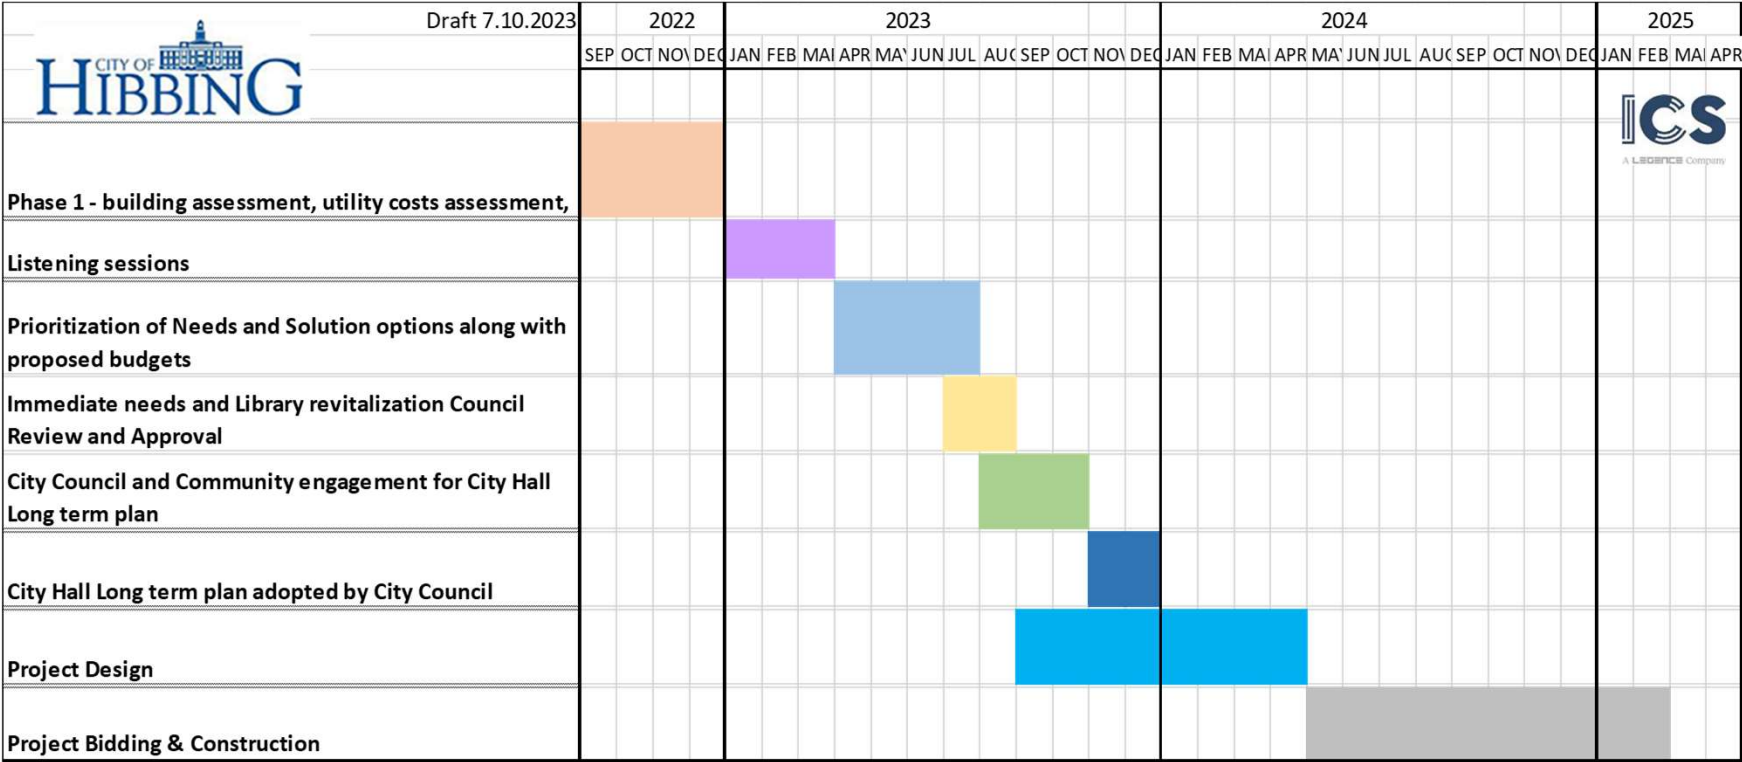 Draft 7.10.2023 2022 2023 2024 2025
SEP OCT NOV DEC JAN FEB MAR APR MAY JUN JUL AUG SEP OCT NOV DEC JAN FEB MAR APR MAY JUN JUL AUG SEP OCT NOV DEC JAN FEB MAR APR
CITY OF
HIBBING
ICS
A LEGENCE Company
Phase 1 - building assessment, utility costs assessment,
Listening sessions
Prioritization of Needs and Solution options along with
proposed budgets
Immediate needs and Library revitalization Council
Review and Approval
City Council and Community engagement for City Hall
Long term plan
City Hall Long term plan adopted by City Council
Project Design
Project Bidding & Construction